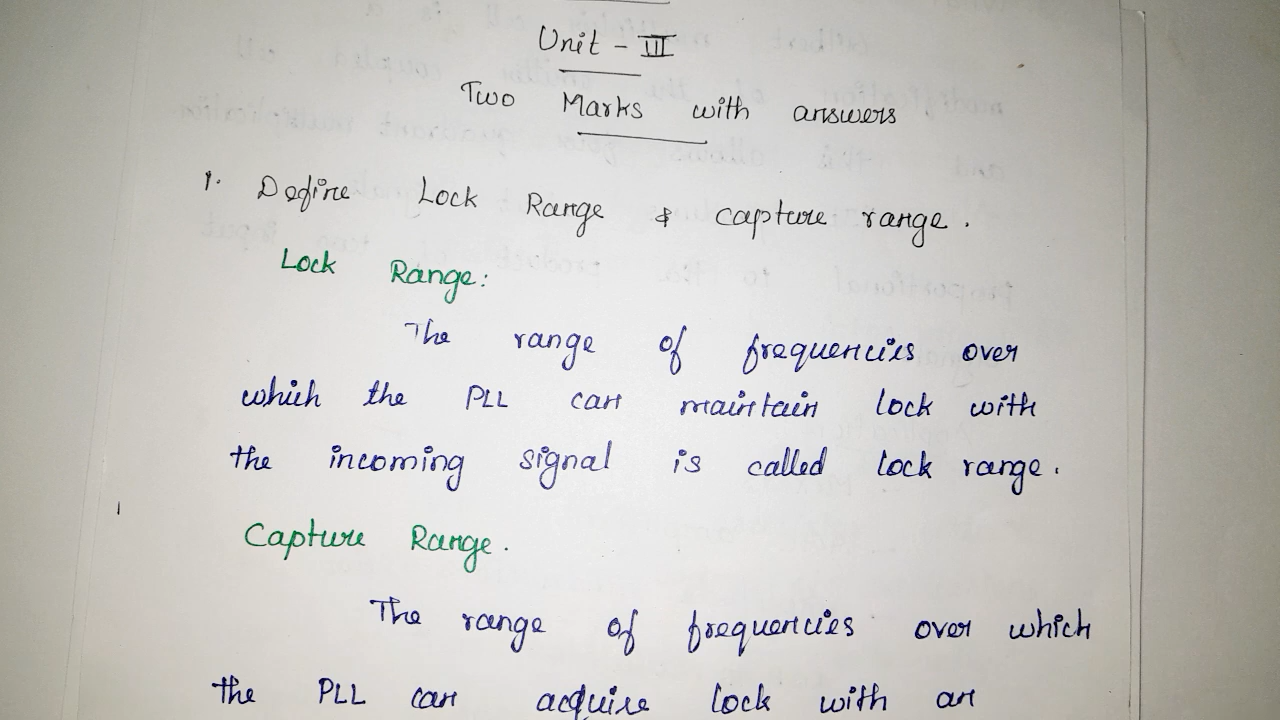 Unit - III
Two Marks with answers
1. Define Lock Range & capture range.
Lock Range:
The range of frequencies over
which the PLL can maintain lock with
the incoming signal is called lock range.
Capture Range.
The range of frequencies over which
the PLL can acquire lock with an